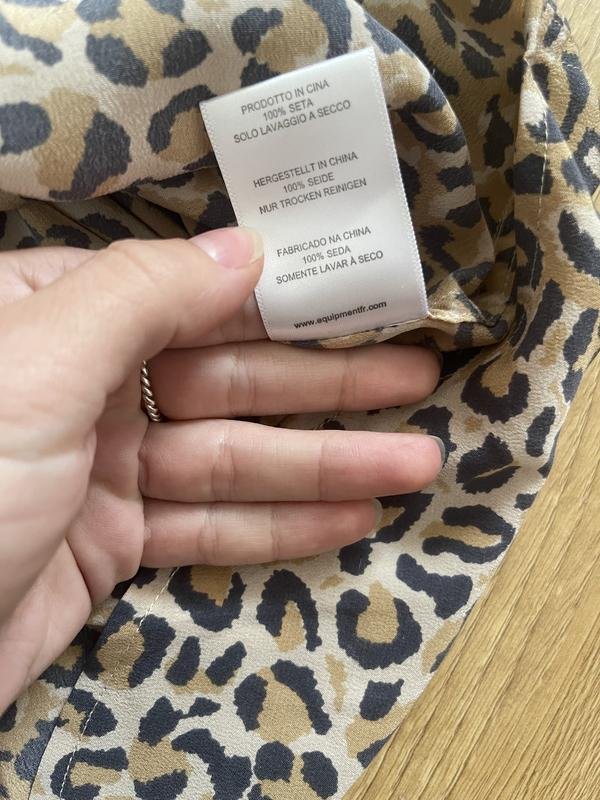 PRODOTTO IN CINA
100% SETA
SOLO LAVAGGIO A SECCO
HERGESTELLT IN CHINA
100% SEIDE
NUR TROCKEN REINIGEN
FABRICADO NA CHINA
100% SEDA
SOMENTE LAVAR À SECO
www.equipmentfr.com